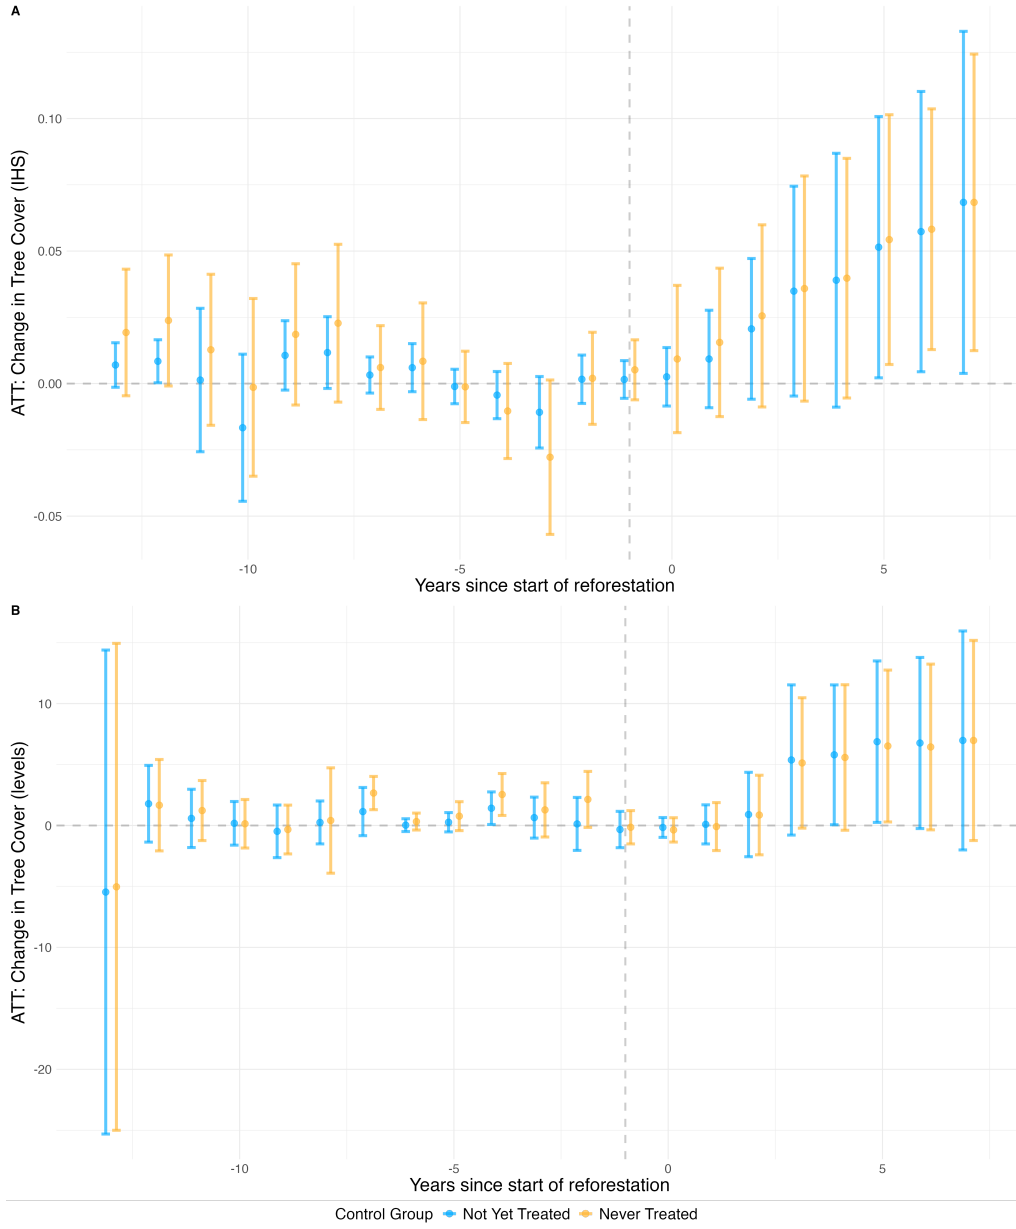 A
ATT: Change in Tree Cover (IHS)
0.10
0.05
0.00
-0.05
-10
-5
0
5
Years since start of reforestation
B
ATT: Change in Tree Cover (levels)
10
0
-10
-20
-10
-5
0
5
Years since start of reforestation
Control Group Not Yet Treated Never Treated